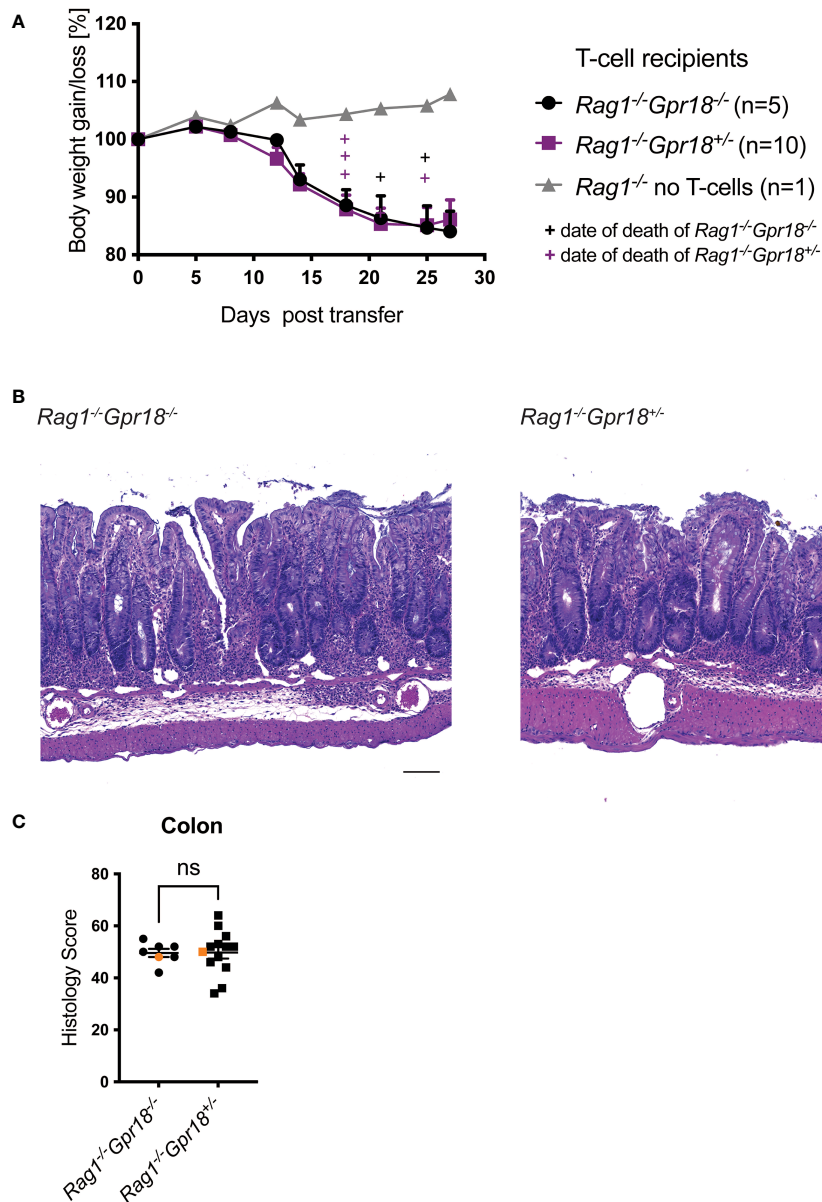 A
Body weight gain/loss [%]
120
110
100
90
80
0 5 10 15 20 25 30
Days post transfer
T-cell recipients
Rag1-/-Gpr18-/- (n=5)
Rag1-/-Gpr18+/- (n=10)
Rag1-/- no T-cells (n=1)
+ date of death of Rag1-/-Gpr18-/-
+ date of death of Rag1-/-Gpr18+/-
B
Rag1-/-Gpr18-/-
Rag1-/-Gpr18+/-
C
Colon
ns
Histology Score
80
60
40
20
0
Rag1-/-Gpr18-/-
Rag1-/-Gpr18+/-